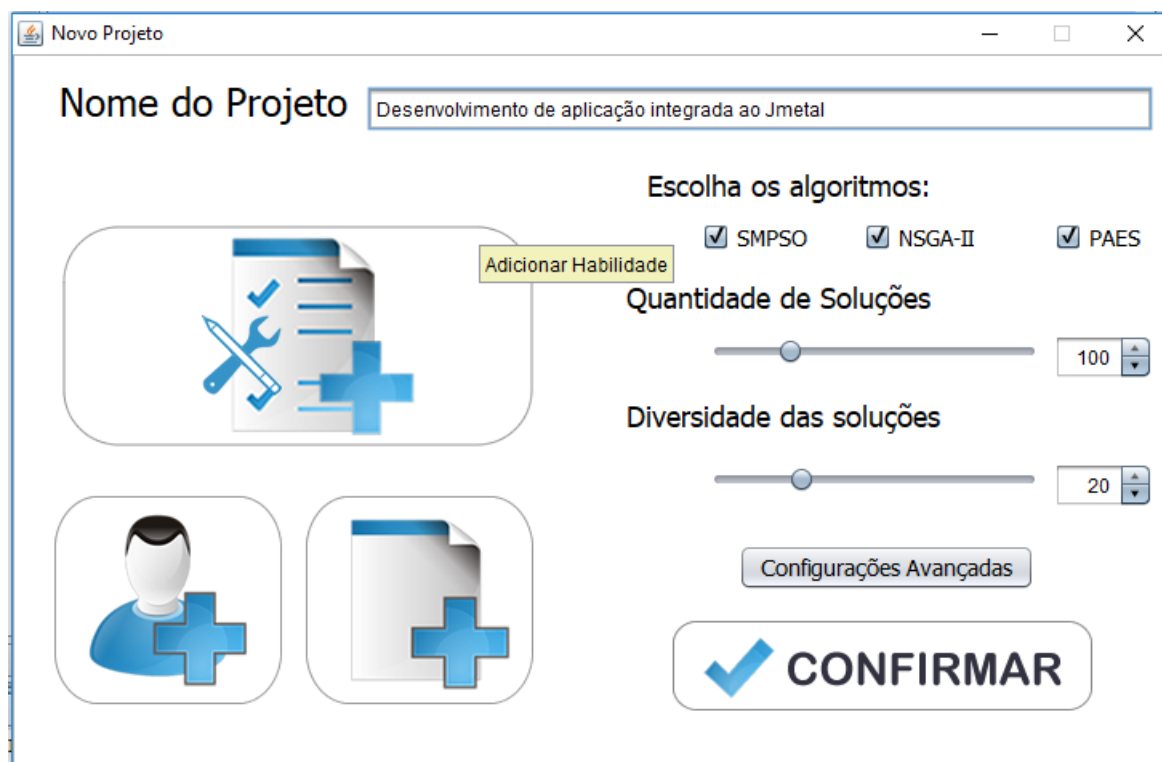 Novo Projeto
Nome do Projeto
Desenvolvimento de aplicação integrada ao Jmetal
Escolha os algoritmos:
SMPSO
NSGA-II
PAES
Adicionar Habilidade
Quantidade de Soluções
100
Diversidade das soluções
20
Configurações Avançadas
CONFIRMAR